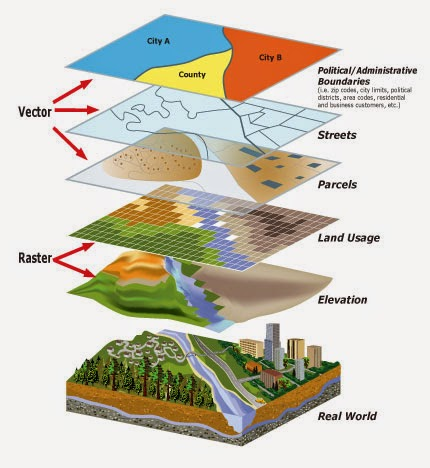 City A
City B
County
Political/Administrative
Boundaries
(i.e. zip codes, city limits, political
districts, area codes, residential
and business customers, etc.)
Vector
Streets
Parcels
Land Usage
Raster
Elevation
Real World